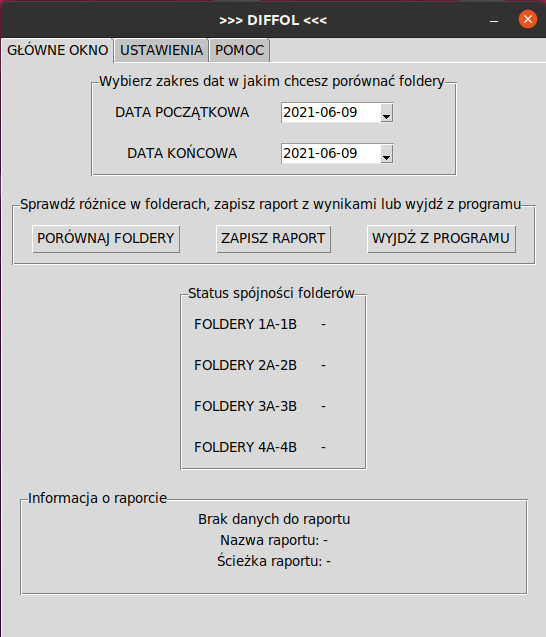 >>> DIFFOL <<<
GŁÓWNE OKNO USTAWIENIA POMOC
Wybierz zakres dat w jakim chcesz porównać foldery
DATA POCZĄTKOWA 2021-06-09
DATA KOŃCOWA 2021-06-09
Sprawdź różnice w folderach, zapisz raport z wynikami lub wyjdź z programu
PORÓWNAJ FOLDERY ZAPISZ RAPORT WYJDŹ Z PROGRAMU
Status spójności folderów
FOLDERY 1A-1B -
FOLDERY 2A-2B -
FOLDERY 3A-3B -
FOLDERY 4A-4B -
Informacja o raporcie
Brak danych do raportu
Nazwa raportu: -
Ścieżka raportu: -